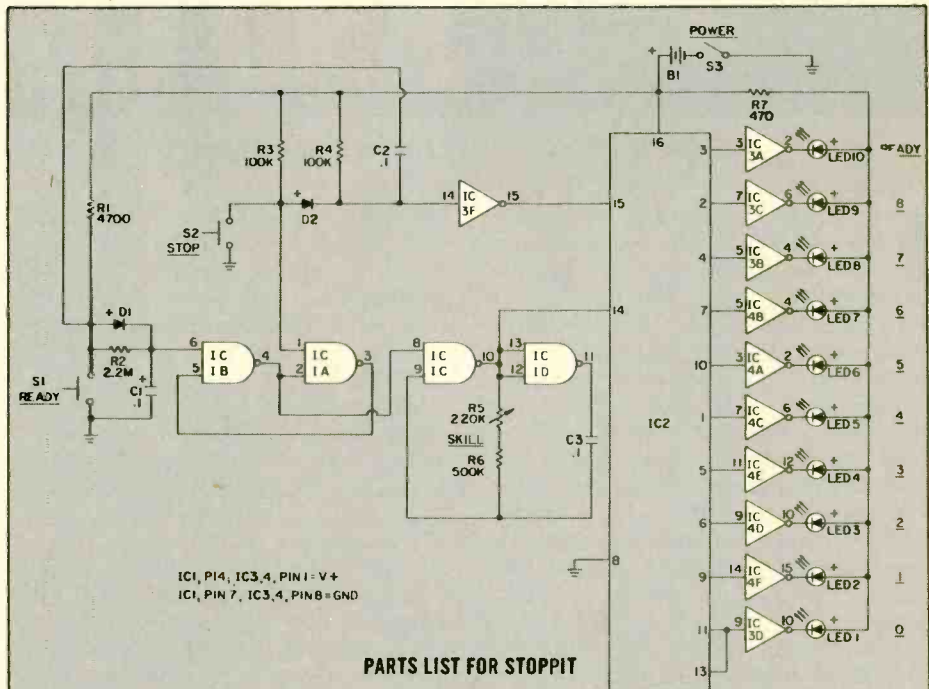 POWER
+
B1
S3
R7
470
R3
100K
R4
100K
C2
.1
16
3
3
IC
3A
2
+
LED10
READY
R1
4700
+
D2
14
IC
3F
15
15
2
7
IC
3C
6
+
LED9
8
S2
STOP
4
5
IC
3B
4
+
LED8
7
14
7
5
IC
4B
4
+
LED7
6
+
D1
R2
2.2M
6
5
IC
1B
4
1
2
IC
1A
3
8
9
IC
1C
10
13
12
IC
1D
11
10
3
IC
4A
2
+
LED6
5
S1
READY
C1
.1
+
R5
2.20K
SKILL
R6
500K
C3
.1
IC2
1
7
IC
4C
6
+
LED5
4
5
11
IC
4E
12
+
LED4
3
6
9
IC
4D
10
+
LED3
2
8
9
14
IC
4F
15
+
LED2
1
IC1, P14, IC3,4, PIN 1 = V+
IC1, PIN 7, IC3,4, PIN 8 = GND
11
9
IC
3D
10
+
LED1
0
13
PARTS LIST FOR STOPPIT